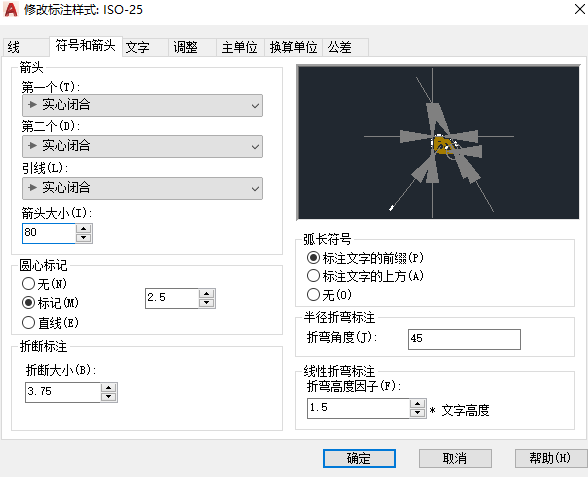 修改标注样式: ISO-25
线 符号和箭头 文字 调整 主单位 换算单位 公差
箭头
第一个(T):
实心闭合
第二个(D):
实心闭合
引线(L):
实心闭合
箭头大小(I):
80
圆心标记
无(N)
标记(M)
2.5
直线(E)
折断标注
折断大小(B):
3.75
弧长符号
标注文字的前缀(P)
标注文字的上方(A)
无(O)
半径折弯标注
折弯角度(J):
45
线性折弯标注
折弯高度因子(F):
1.5
* 文字高度
确定 取消 帮助(H)